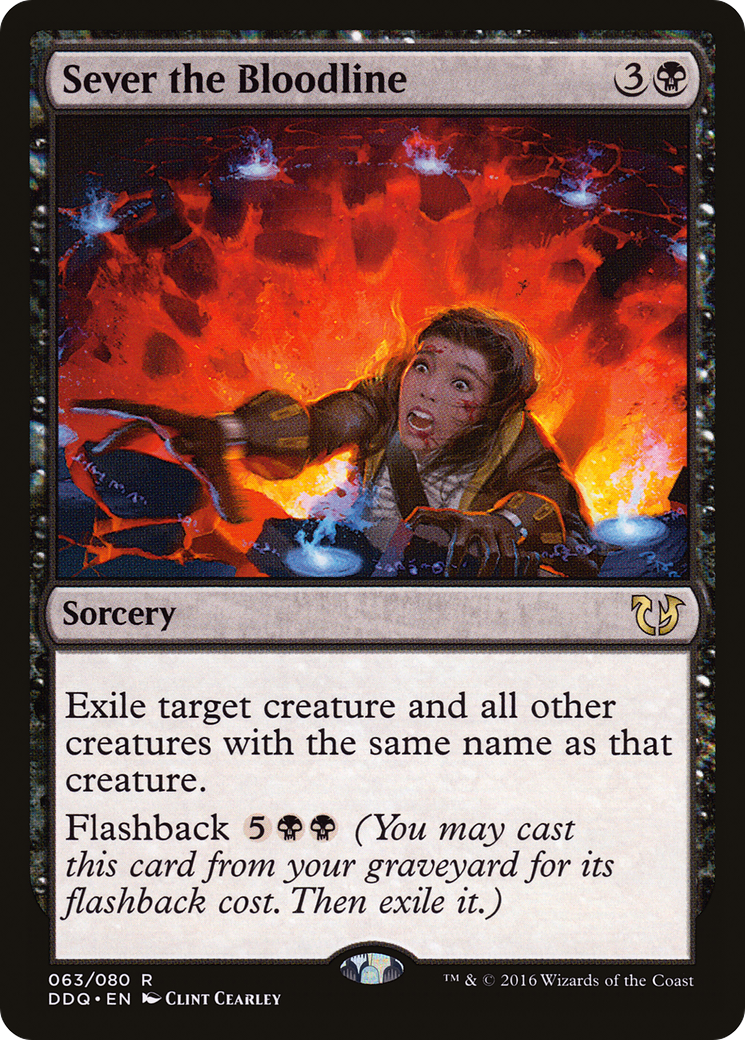 Sever the Bloodline 3
Sorcery
Exile target creature and all other
creatures with the same name as that
creature.
Flashback 5 (You may cast
this card from your graveyard for its
flashback cost. Then exile it.)
063/080 R
DDQ • EN CLINT CEARLEY
™ & © 2016 Wizards of the Coast